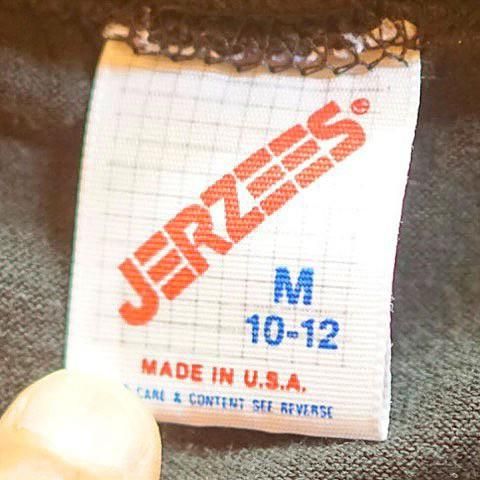 JERZEES®
M
10-12
MADE IN U.S.A.
CARE & CONTENT SEE REVERSE